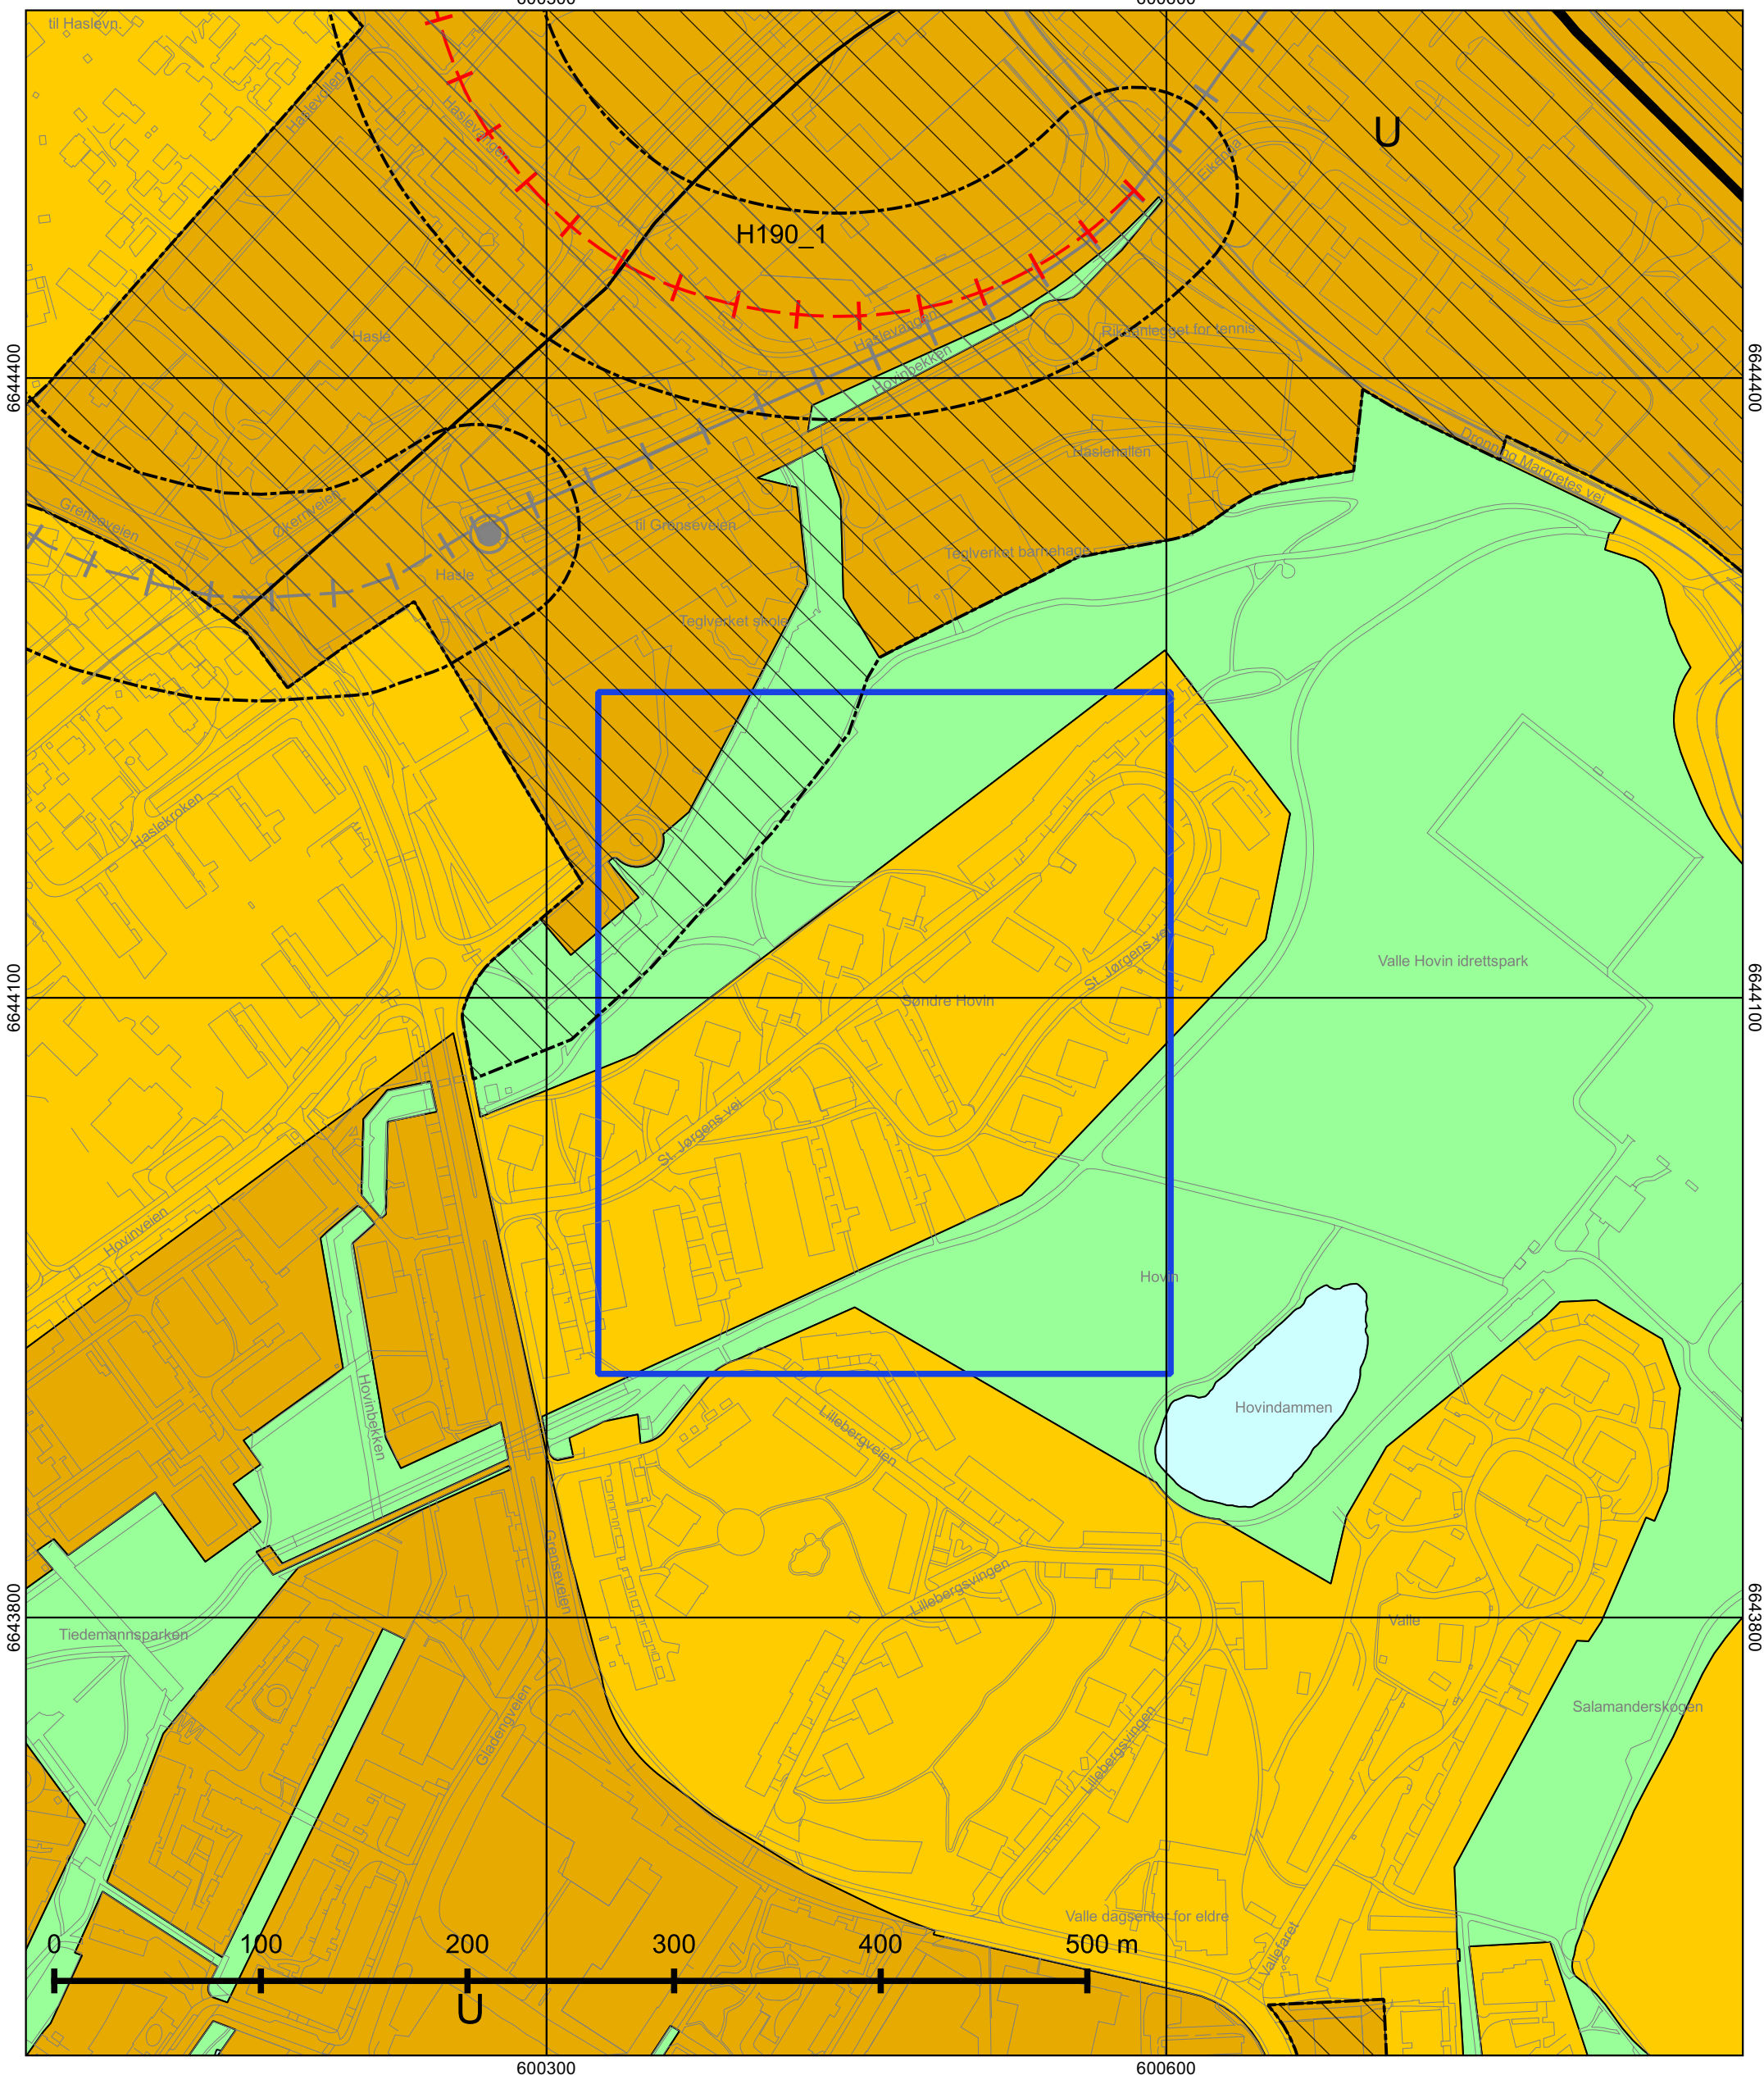 600300
600600
til Haslevn.
Haslevollen
Haslevangen
U
Eikenga
H190_1
Hasle
Haslevangen
Riksanlegget for tennis
Hovinbekken
6644400
6644400
Dronning Margretes vei
Haslehallen
Grenseveien
Økernveien
til Grenseveien
Teglverket barnehage
Hasle
Teglverket skole
Haslekroken
Valle Hovin idrettspark
St. Jørgens vei
Søndre Hovin
6644100
6644100
St. Jørgens vei
Hovinveien
Hovin
Hovindammen
Hovinbekken
Lillebergveien
Grenseveien
Lillebergsvingen
6643800
6643800
Tiedemannsparken
Valle
Salamanderskogen
Gladengveien
Lillebergsvingen
Valle dagsenter for eldre
Vallefaret
0 100 200 300 400 500 m
U
600300
600600